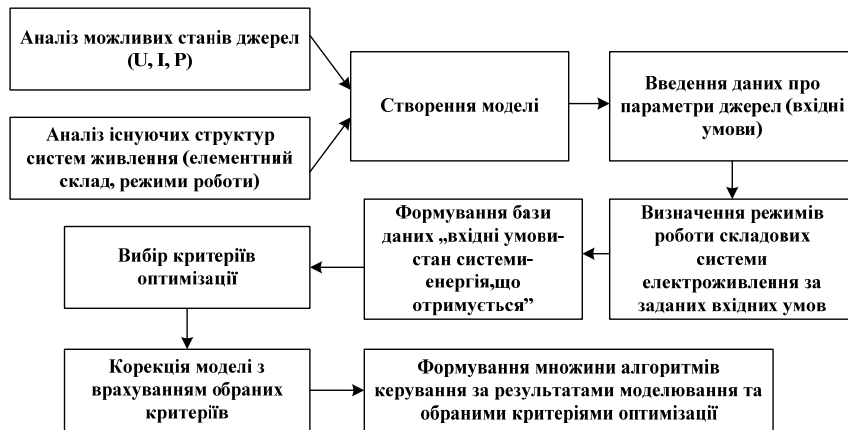 Аналіз можливих станів джерел
(U, I, P)
Аналіз існуючих структур
систем живлення (елементний
склад, режими роботи)
Створення моделі
Введення даних про
параметри джерел (вхідні
умови)
Визначення режимів
роботи складових
системи
електроживлення за
заданих вхідних умов
Формування бази
даних „вхідні умови-
стан системи-
енергія,що
отримується”
Вибір критеріїв
оптимізації
Корекція моделі з
врахуванням обраних
критеріїв
Формування множини алгоритмів
керування за результатами моделювання та
обраними критеріями оптимізації